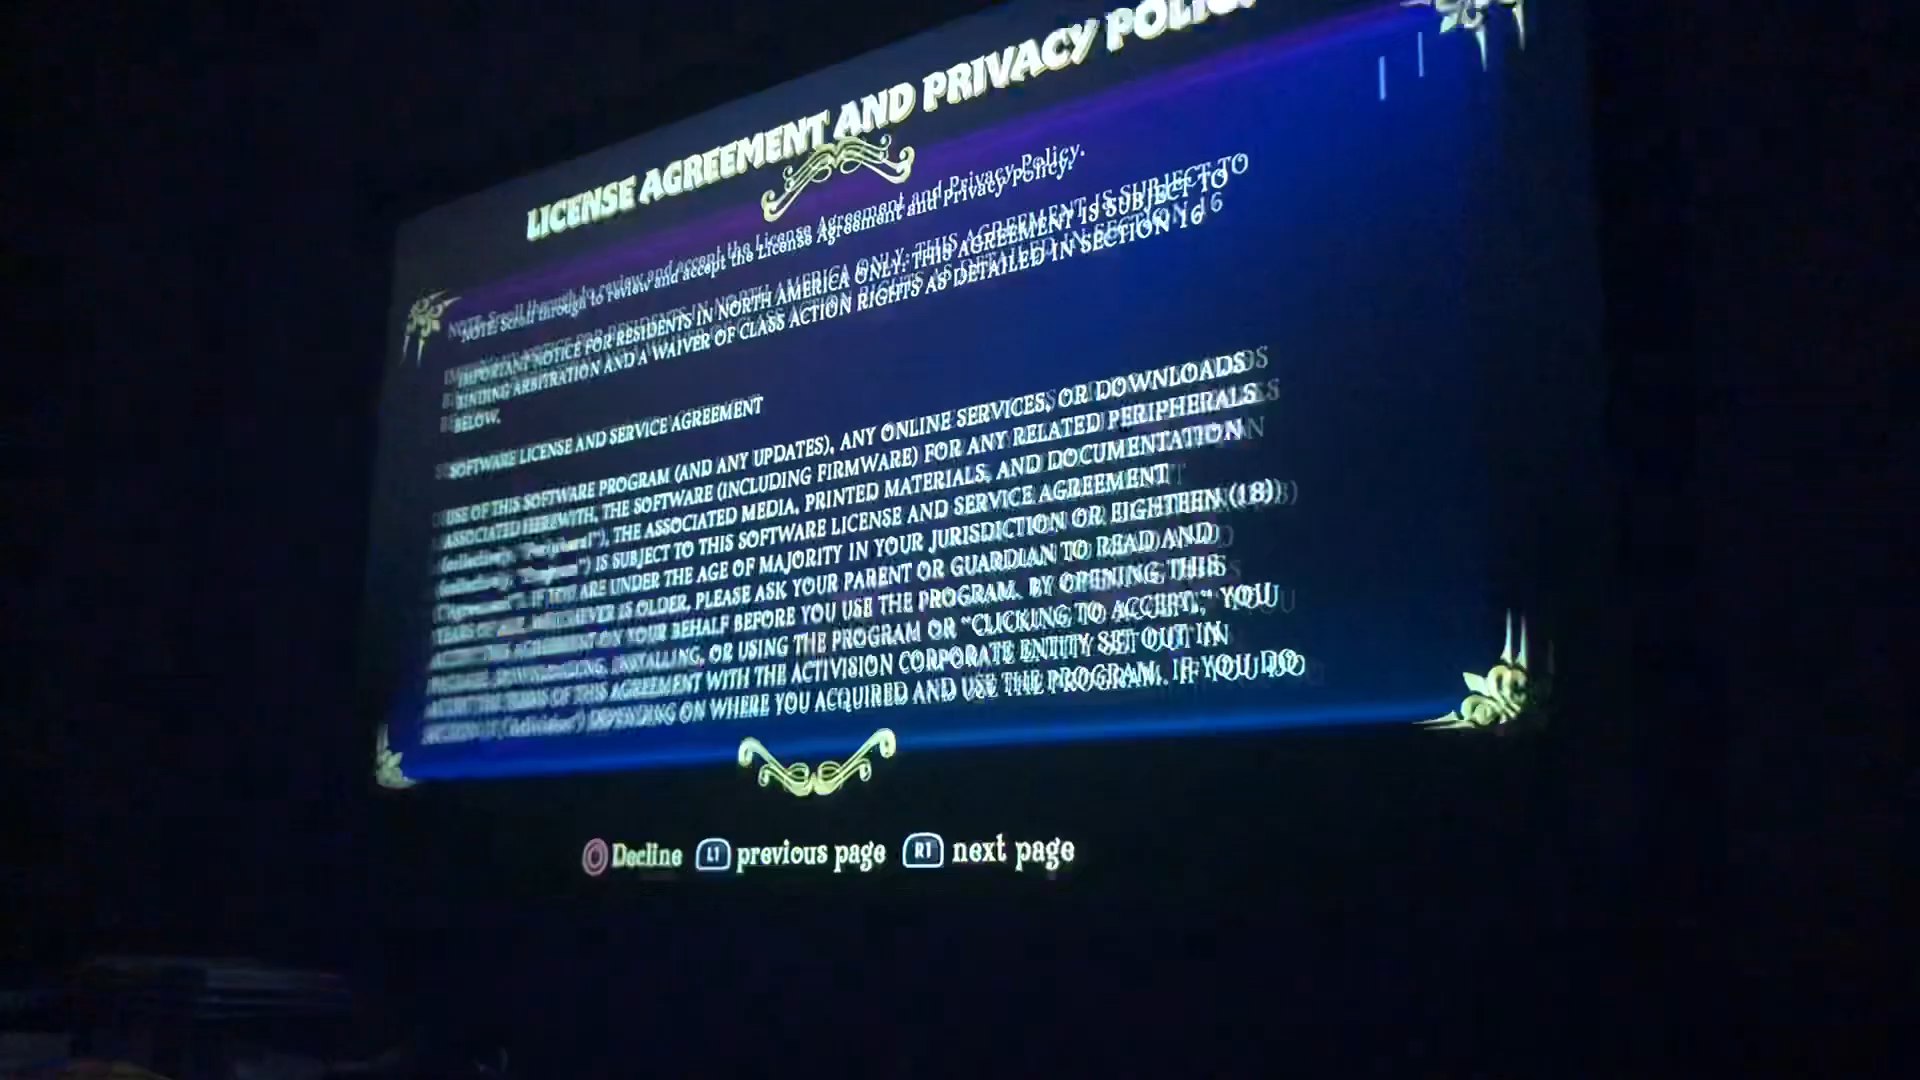 LICENSE AGREEMENT AND PRIVACY POLICY
NOTE: Scroll through to review and accept the License Agreement and Privacy Policy.
IMPORTANT NOTICE FOR RESIDENTS IN NORTH AMERICA ONLY: THIS AGREEMENT IS SUBJECT TO
BINDING ARBITRATION AND A WAIVER OF CLASS ACTION RIGHTS AS DETAILED IN SECTION 16
BELOW.
SOFTWARE LICENSE AND SERVICE AGREEMENT
USE OF THIS SOFTWARE PROGRAM (AND ANY UPDATES), ANY ONLINE SERVICES, OR DOWNLOADS
ASSOCIATED HEREWITH, THE SOFTWARE (INCLUDING FIRMWARE) FOR ANY RELATED PERIPHERALS
(collectively "Peripheral"), THE ASSOCIATED MEDIA, PRINTED MATERIALS, AND DOCUMENTATION
IS SUBJECT TO THIS SOFTWARE LICENSE AND SERVICE AGREEMENT
("Agreement"). IF YOU ARE UNDER THE AGE OF MAJORITY IN YOUR JURISDICTION OR EIGHTEEN (18)
YEARS OF AGE, WHICHEVER IS OLDER, PLEASE ASK YOUR PARENT OR GUARDIAN TO READ AND
ACCEPT THIS AGREEMENT ON YOUR BEHALF BEFORE YOU USE THE PROGRAM. BY OPENING THIS
PACKAGE, DOWNLOADING, INSTALLING, OR USING THE PROGRAM OR "CLICKING TO ACCEPT," YOU
ACCEPT THE TERMS OF THIS AGREEMENT WITH THE ACTIVISION CORPORATE ENTITY SET OUT IN
SECTION 17 ("Activision") DEPENDING ON WHERE YOU ACQUIRED AND USE THE PROGRAM. IF YOU DO
Decline L1 previous page R1 next page